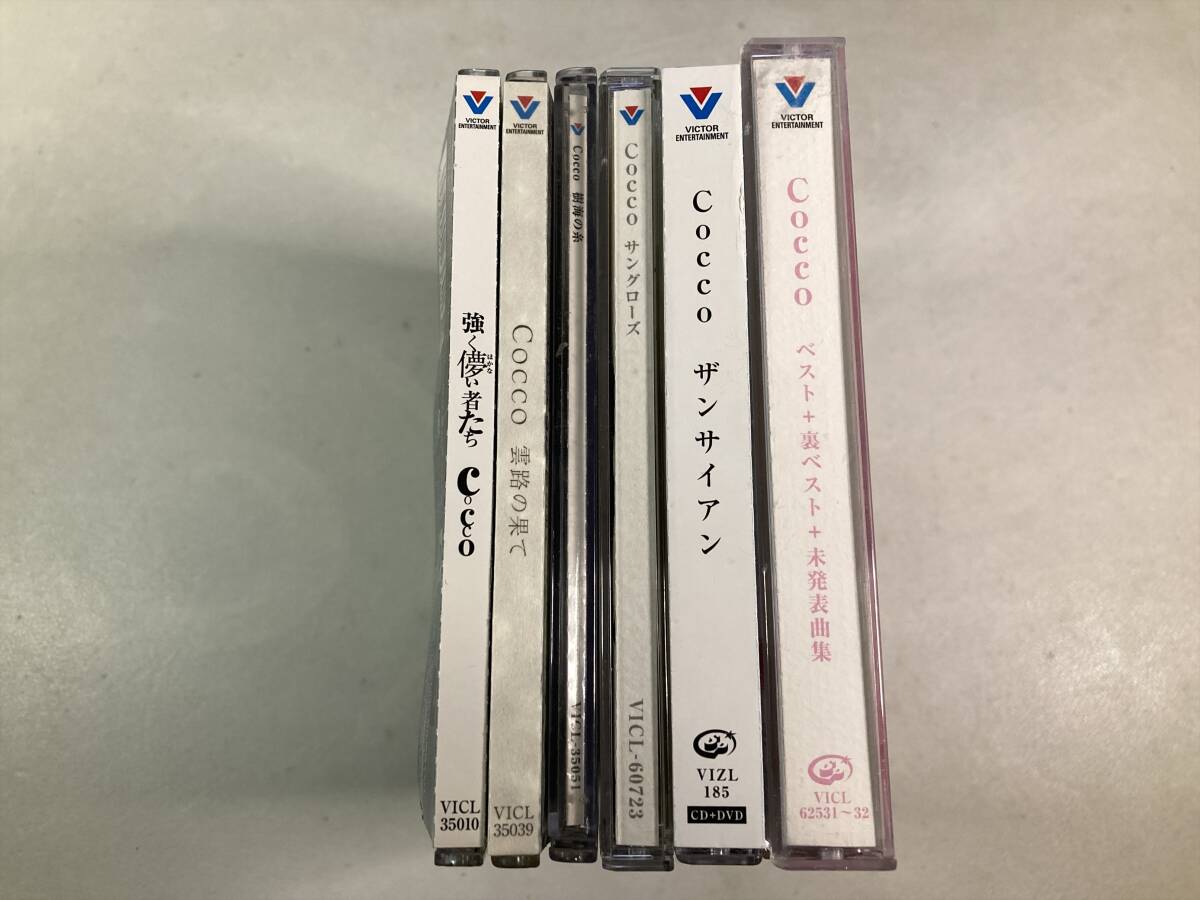 VICTOR
ENTERTAINMENT
強く儚い者たち Cocco
はかな
VICL
35010
VICTOR
ENTERTAINMENT
Cocco 雲路の果て
VICL
35039
Cocco 樹海の糸
VICL-35051
Cocco サングローズ
VICL-60723
VICTOR
ENTERTAINMENT
Cocco ザンサイアン
VIZL
185
CD+DVD
VICTOR
ENTERTAINMENT
Cocco ベスト+裏ベスト+未発表曲集
VICL
62531~32